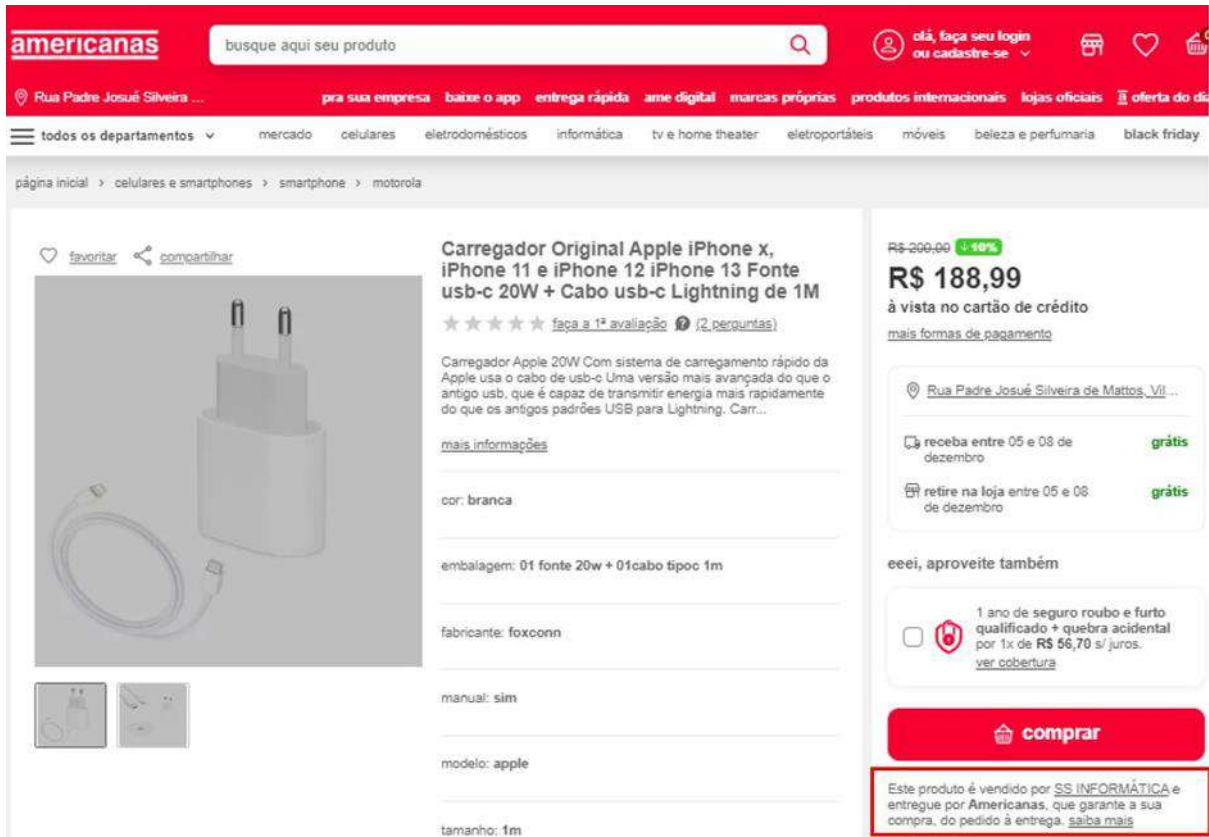 americanas
busque aqui seu produto
olá, faça seu login
ou cadastre-se
Rua Padre Josué Silveira ...
pra sua empresa baixe o app entrega rápida ame digital marcas próprias produtos internacionais lojas oficiais oferta do dia
todos os departamentos mercado celulares eletrodomésticos informática tv e home theater eletroportáteis móveis beleza e perfumaria black friday
página inicial > celulares e smartphones > smartphone > motorola
favoritar compartilhar
Carregador Original Apple iPhone x,
iPhone 11 e iPhone 12 iPhone 13 Fonte
usb-c 20W + Cabo usb-c Lightning de 1M
faça a 1ª avaliação (2 perguntas)
Carregador Apple 20W Com sistema de carregamento rápido da
Apple usa o cabo de usb-c Uma versão mais avançada do que o
antigo usb, que é capaz de transmitir energia mais rapidamente
do que os antigos padrões USB para Lightning. Carr...
mais informações
cor: branca
embalagem: 01 fonte 20w + 01cabo tipoc 1m
fabricante: foxconn
manual: sim
modelo: apple
tamanho: 1m
R$ 200,00 10%
R$ 188,99
à vista no cartão de crédito
mais formas de pagamento
Rua Padre Josué Silveira de Mattos, Vil...
receba entre 05 e 08 de grátis
dezembro
retire na loja entre 05 e 08 grátis
de dezembro
eeei, aproveite também
1 ano de seguro roubo e furto
qualificado + quebra acidental
por 1x de R$ 56,70 s/ juros.
ver cobertura
comprar
Este produto é vendido por SS INFORMÁTICA e
entregue por Americanas, que garante a sua
compra, do pedido à entrega. saiba mais